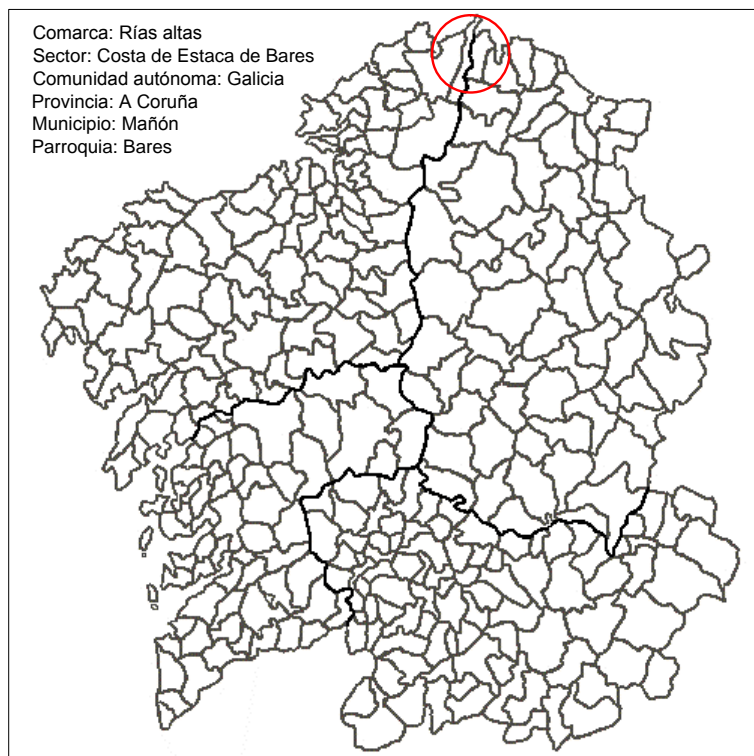 Comarca: Rías altas
Sector: Costa de Estaca de Bares
Comunidad autónoma: Galicia
Provincia: A Coruña
Municipio: Mañón
Parroquia: Bares